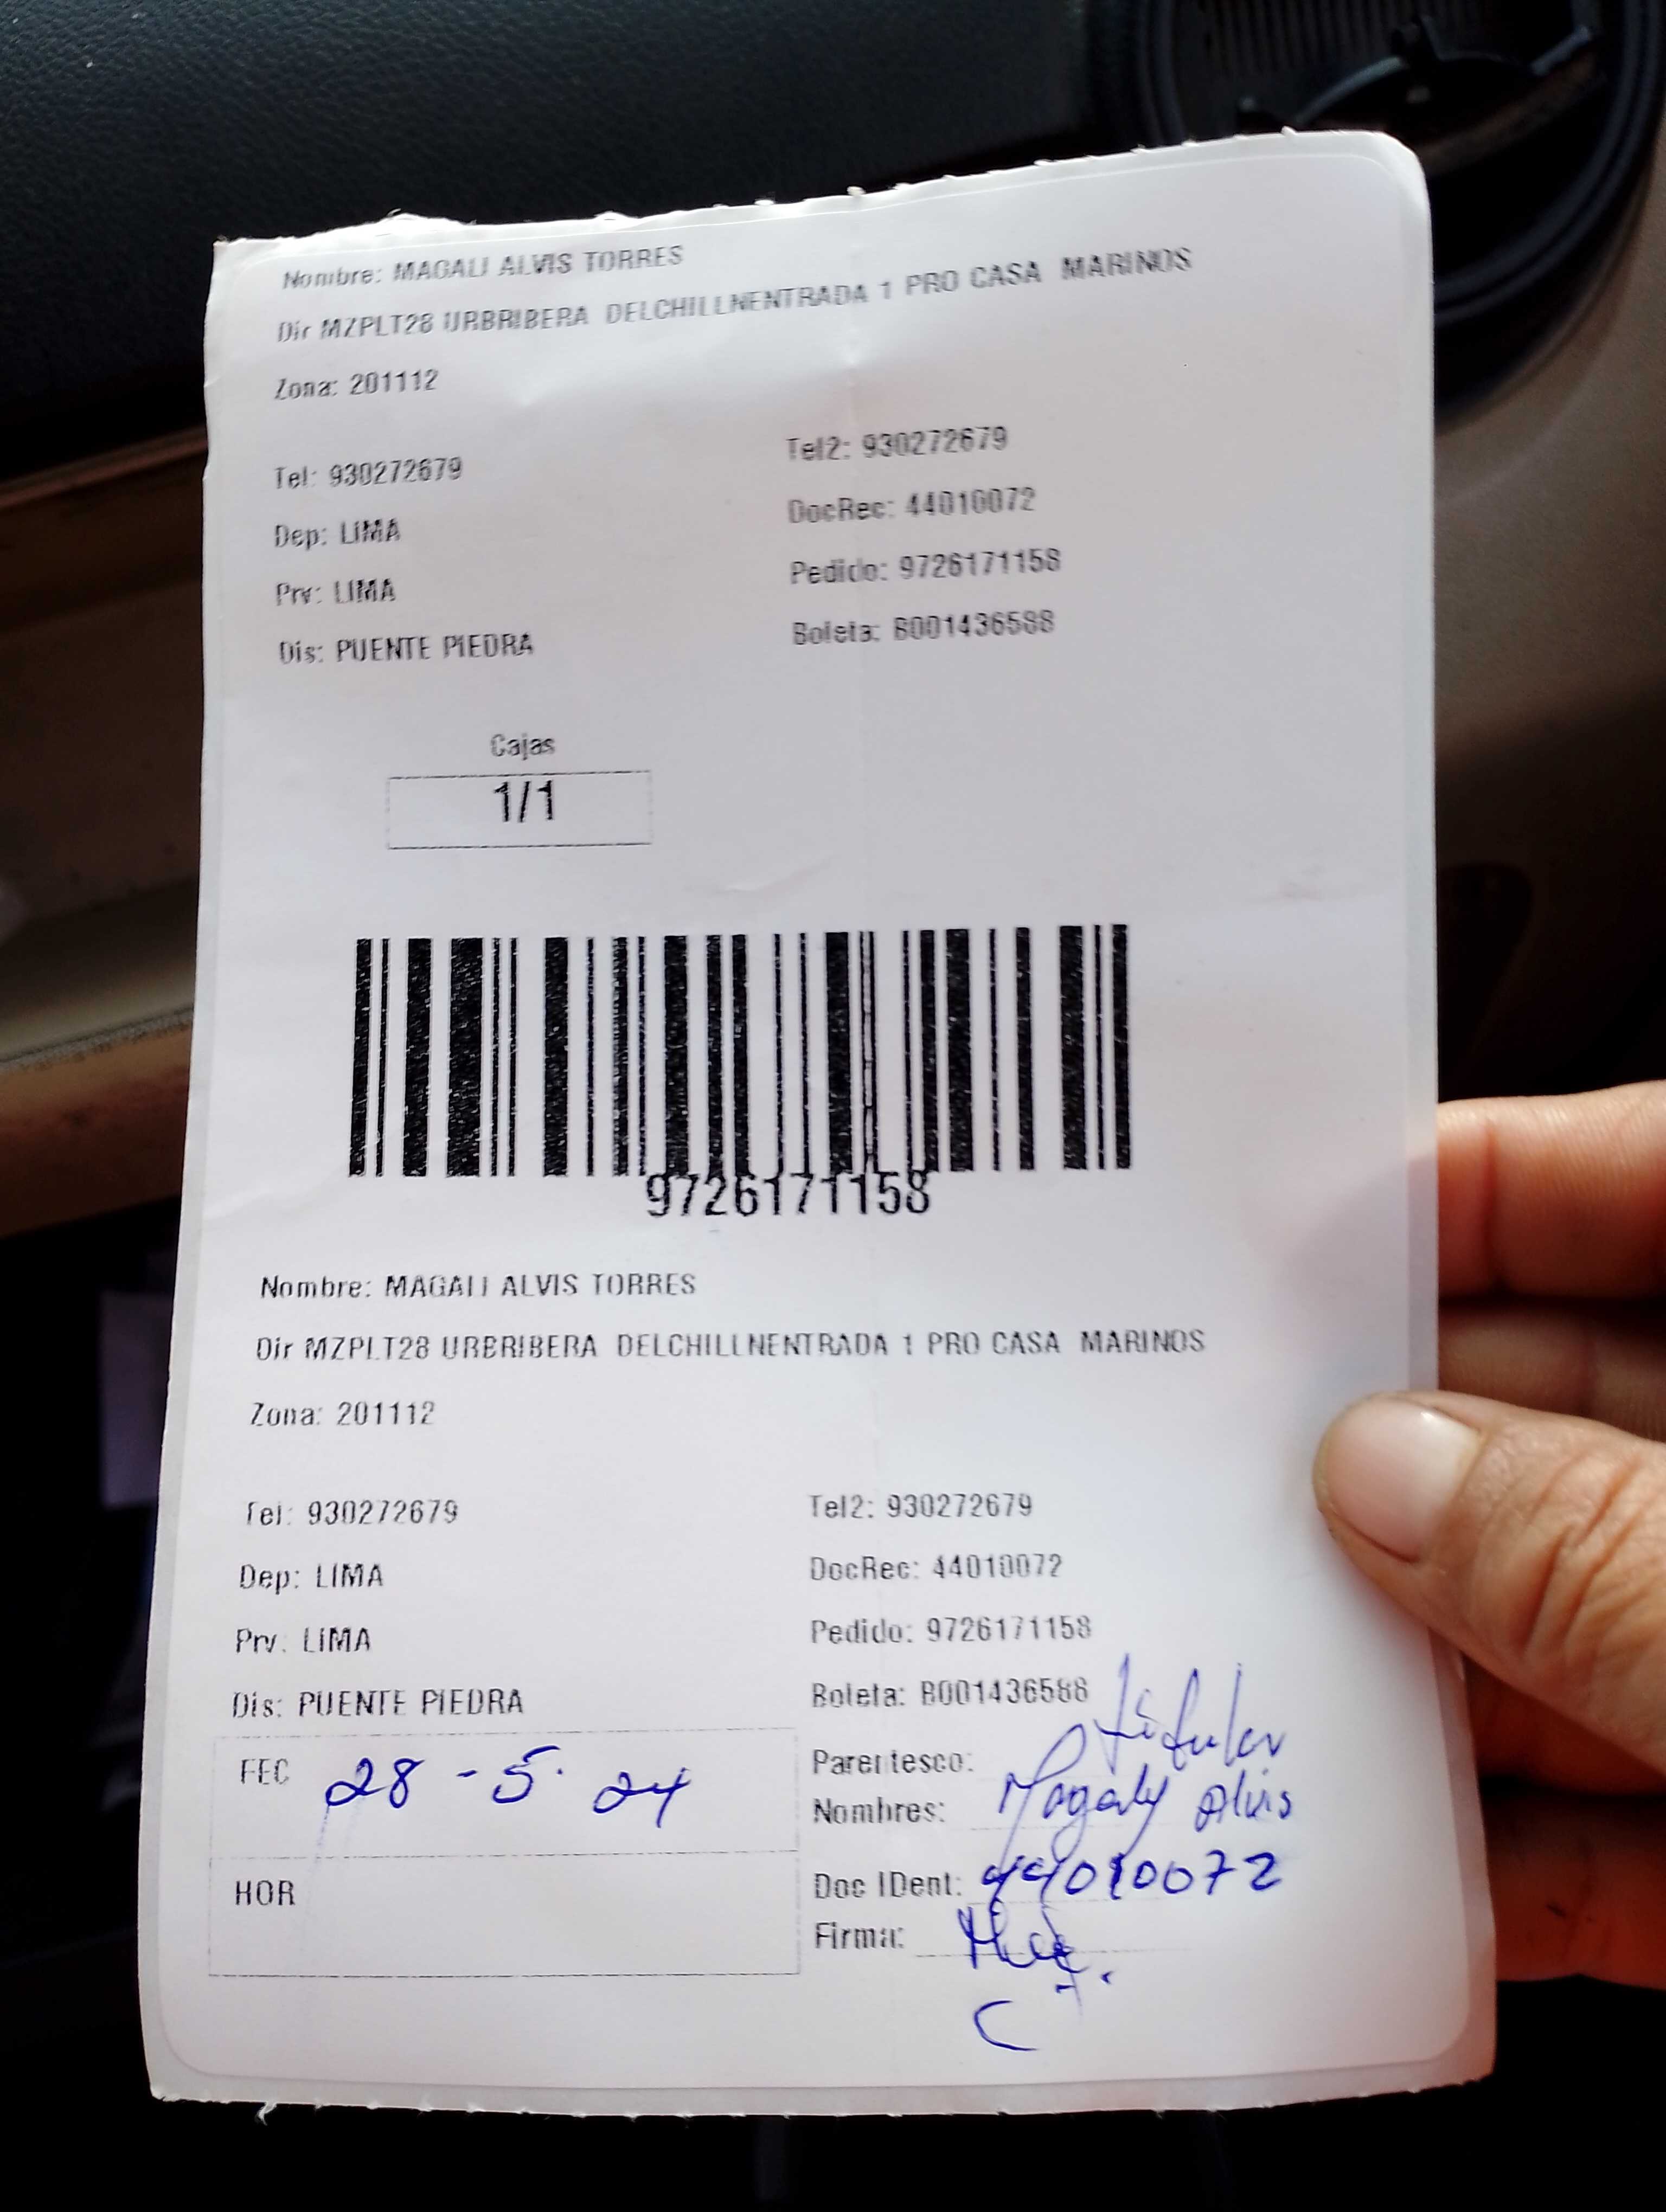 Nombre: MAGALI ALVIS TORRES
Dir MZPLT28 URBRIBERA DELCHILLNENTRADA 1 PRO CASA MARINOS
Zona: 201112
Tel: 930272679 Tel2: 930272679
Dep: LIMA DocRec: 44010072
Prv: LIMA Pedido: 9726171158
Dis: PUENTE PIEDRA Boleta: B001436588
Cajas
1/1
9726171158
Nombre: MAGALI ALVIS TORRES
Dir MZPLT28 URBRIBERA DELCHILLNENTRADA 1 PRO CASA MARINOS
Zona: 201112
Tel: 930272679 Tel2: 930272679
Dep: LIMA DocRec: 44010072
Prv: LIMA Pedido: 9726171158
Dis: PUENTE PIEDRA Boleta: B001436588
FEC 28 - 5 - 24 Parentesco: titular
Nombres: Magaly Alvis
HOR Doc IDent: 44010072
Firma: